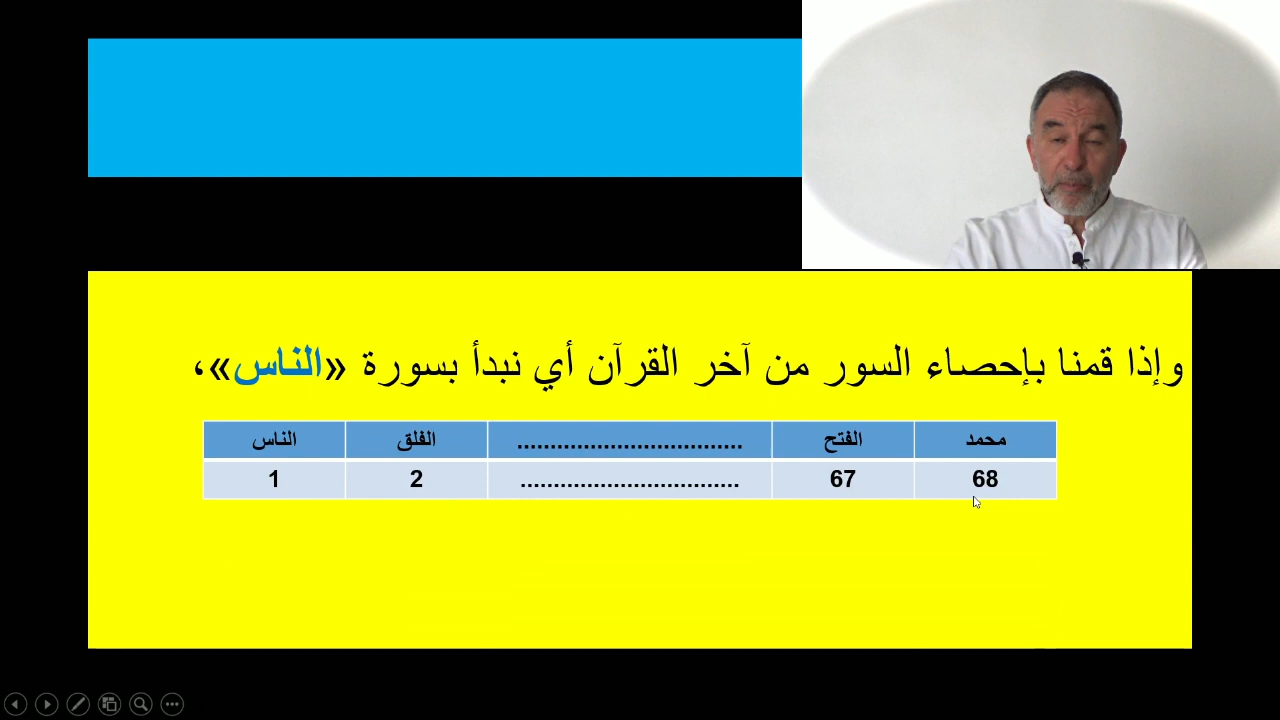 وإذا قمنا بإحصاء السور من آخر القرآن أي نبدأ بسورة «الناس»،
محمد الفتح ................................. الفلق الناس
68 67 ................................ 2 1